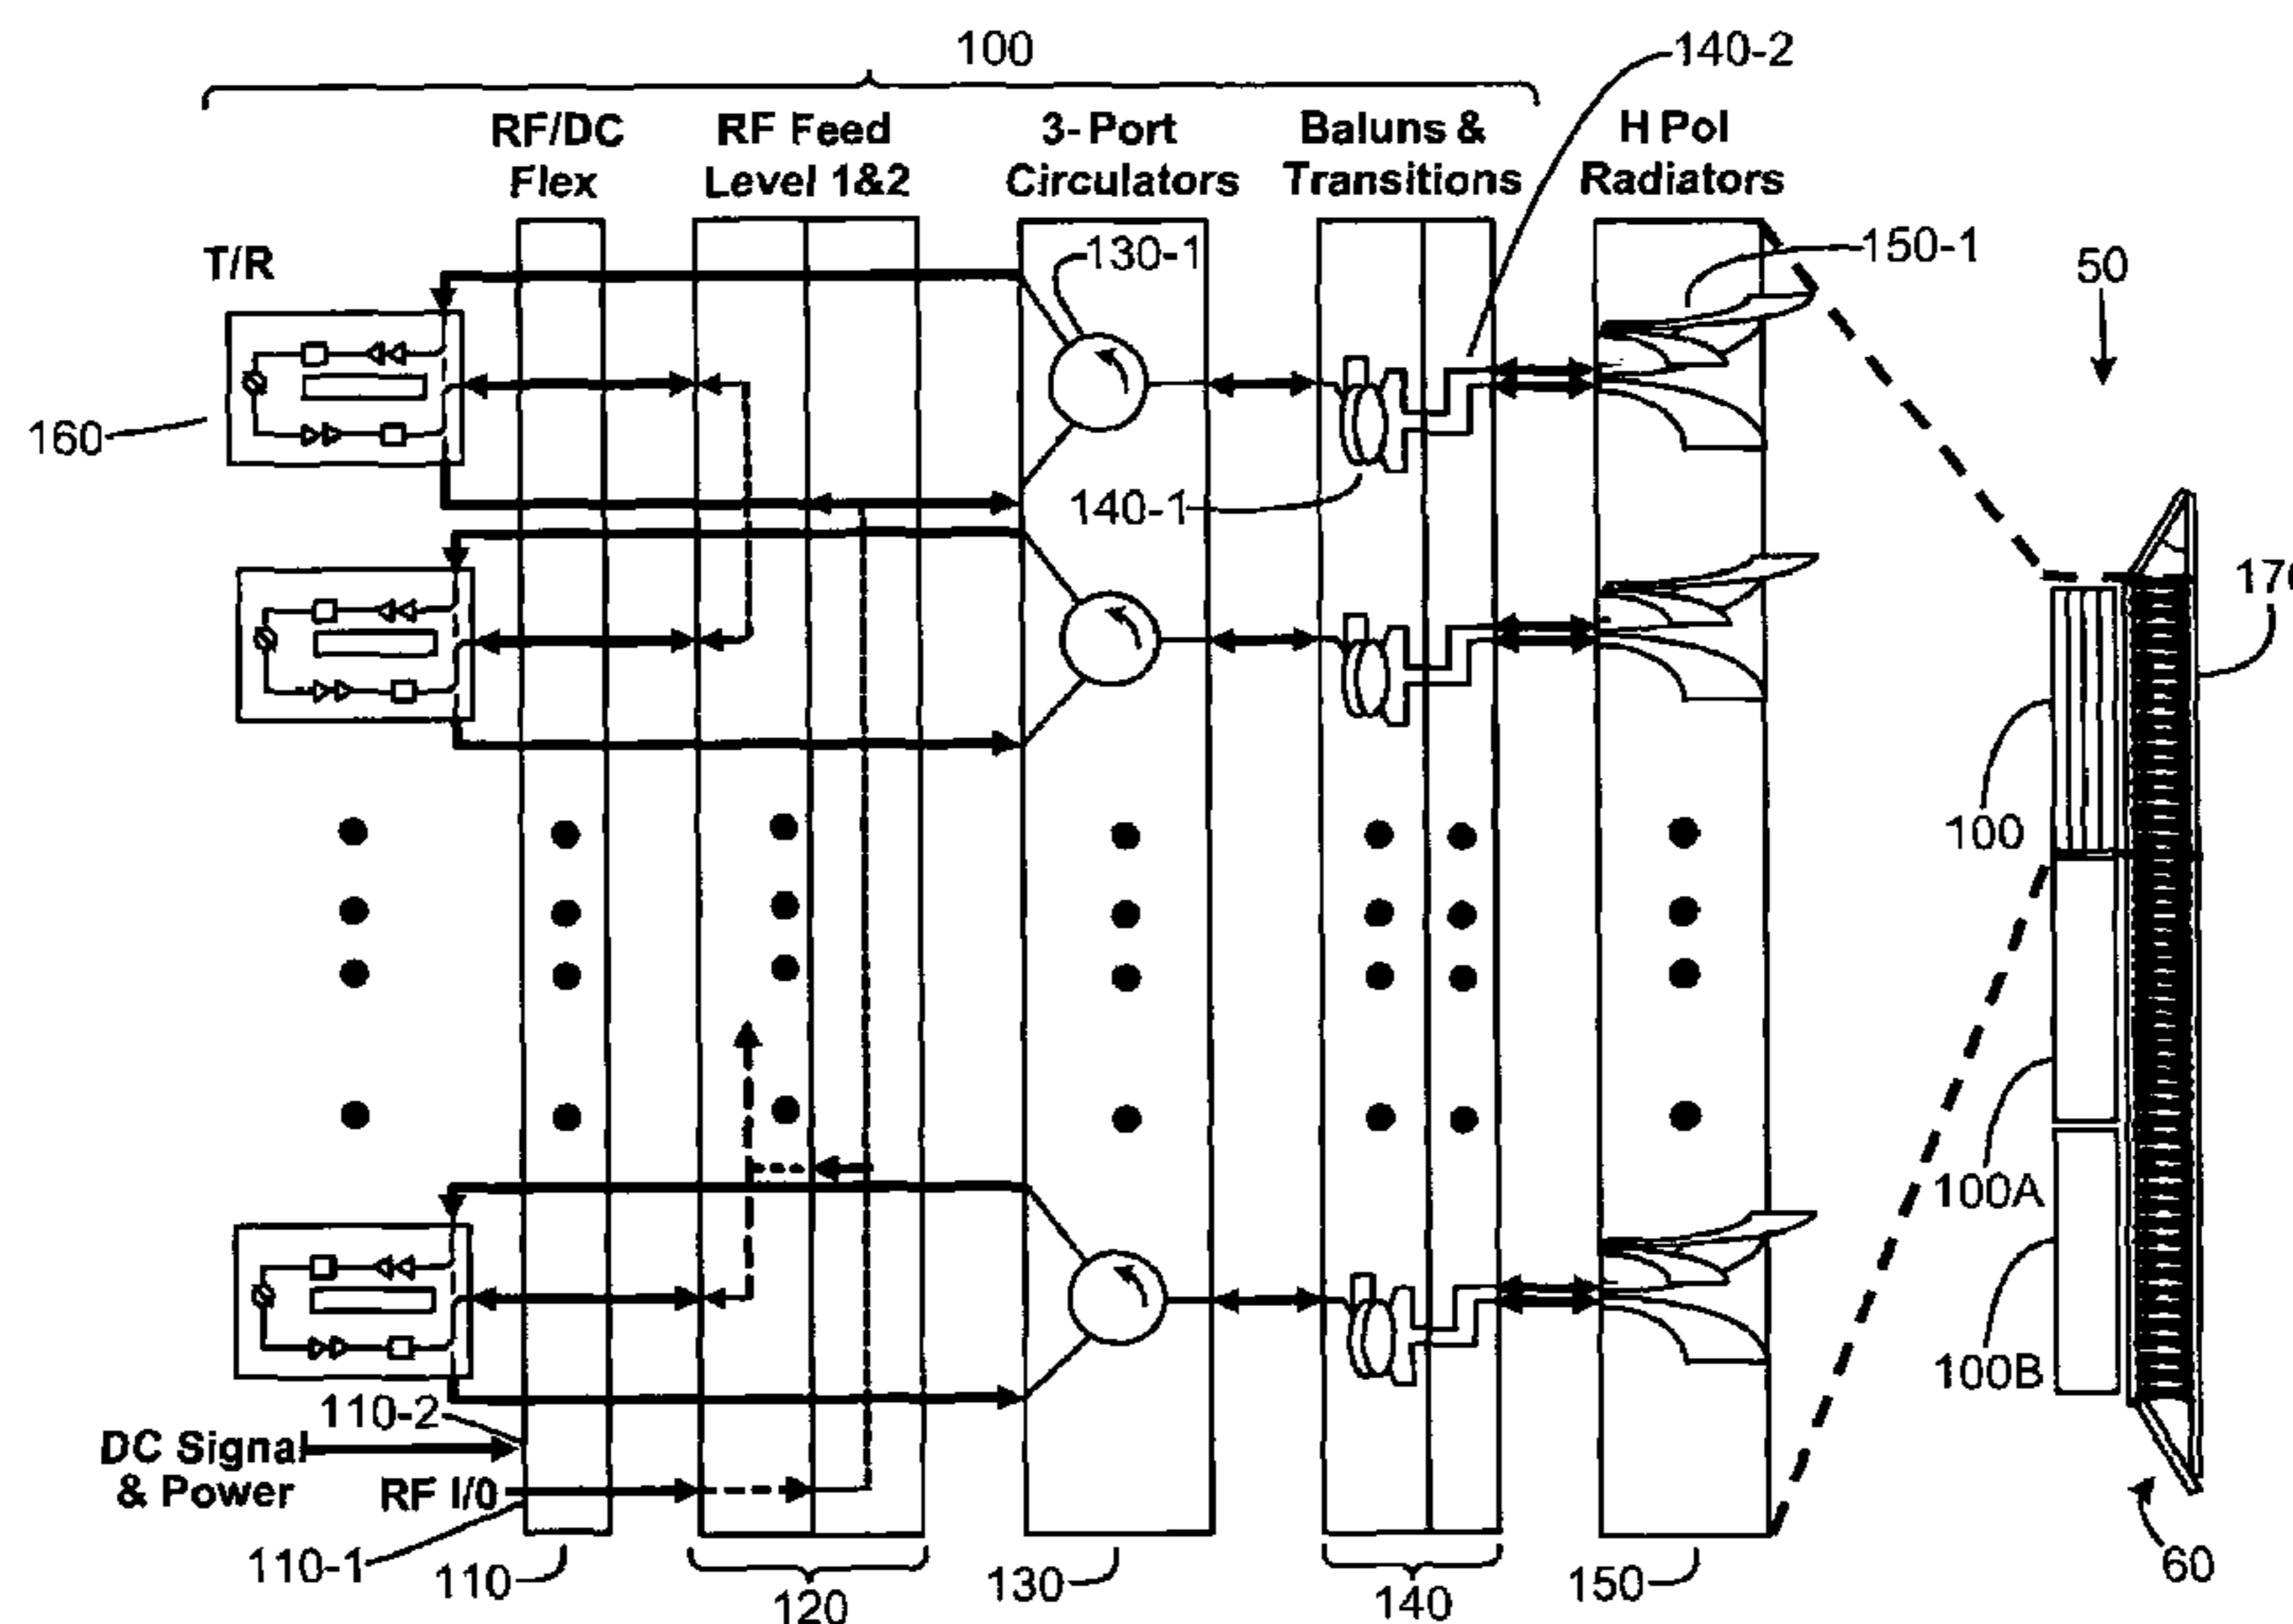 100
140-2
RF/DC
Flex
RF Feed
Level 1&2
3-Port
Circulators
Baluns &
Transitions
H Pol
Radiators
T/R
130-1
150-1
50
160
140-1
170
100
100A
100B
110-2
DC Signal
& Power
RF I/0
110-1
110
120
130
140
150
60